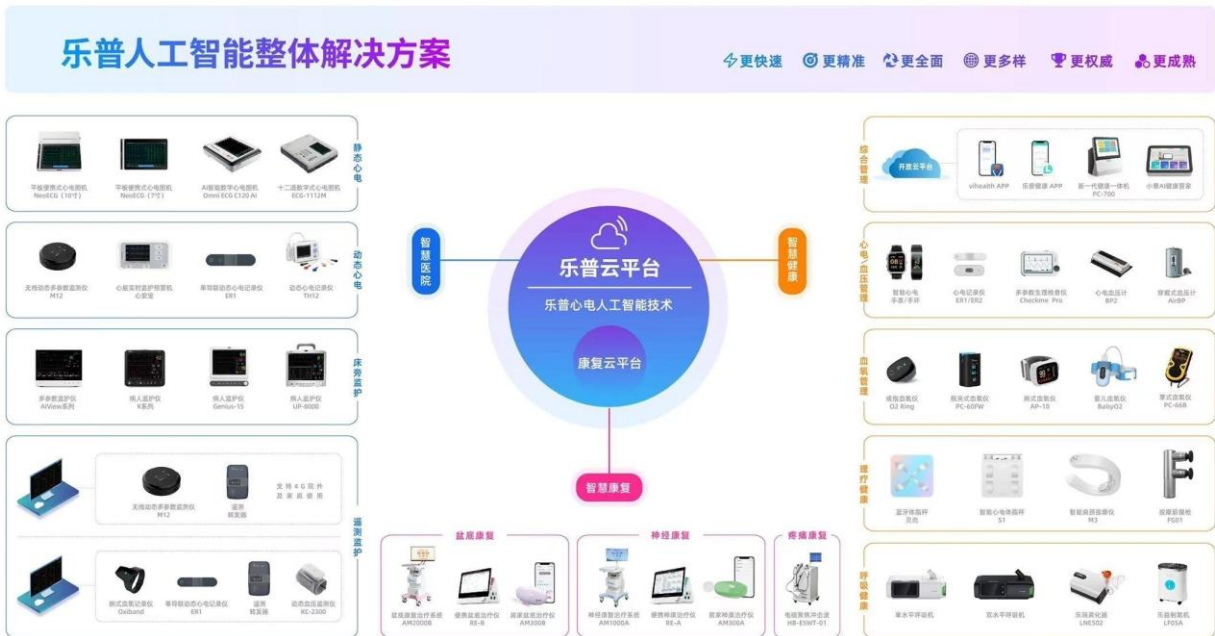 乐普人工智能整体解决方案
更快速
更精准
更全面
更多样
更权威
更成熟
静态心电
平板便携式心电图机
NeoECG（10寸）
平板便携式心电图机
NeoECG（7寸）
AI智能数字心电图机
Omni ECG C120 AI
十二道数字式心电图机
ECG-1112M
动态心电
无线动态多参数监测仪
M12
心脏实时监护预警机
心安宝
单导联动态心电记录仪
ER1
动态心电记录仪
TH12
床旁监护
多参数监护仪
AiView系列
病人监护仪
K系列
病人监护仪
Genius-15
病人监护仪
UP-8000
遥测监护
无线动态多参数监测仪
M12
遥测
转发器
支持4G院外
及家庭使用
腕式血氧记录仪
Oxiband
单导联动态心电记录仪
ER1
遥测
转发器
动态血压监测仪
KC-2300
智慧医院
乐普云平台
乐普心电人工智能技术
康复云平台
智慧健康
智慧康复
盆底康复
盆底康复治疗系统
AM2000B
便携盆底治疗仪
RE-B
居家盆底治疗仪
AM300B
神经康复
神经康复治疗系统
AM1000A
便携神康治疗仪
RE-A
居家神康治疗仪
AM300A
疼痛康复
电磁聚焦冲击波
HB-ESWT-01
综合管理
开放云平台
vihealth APP
乐普健康 APP
新一代健康一体机
PC-700
小乘AI健康管家
心电/血压管理
智能心电
手表/手环
心电记录仪
ER1/ER2
多参数生理检查仪
Checkme Pro
心电血压计
BP2
穿戴式血压计
AirBP
血氧管理
戒指血氧仪
O2 Ring
指夹式血氧仪
PC-60FW
腕式血氧仪
AP-10
婴儿血氧仪
BabyO2
掌式血氧仪
PC-66B
理疗健康
蓝牙体脂秤
智能心电体脂秤
S1
智能肩颈按摩仪
M3
按摩筋膜枪
FG01
呼吸健康
单水平呼吸机
双水平呼吸机
乐咳雾化器
LNE502
乐普制氧机
LF05A